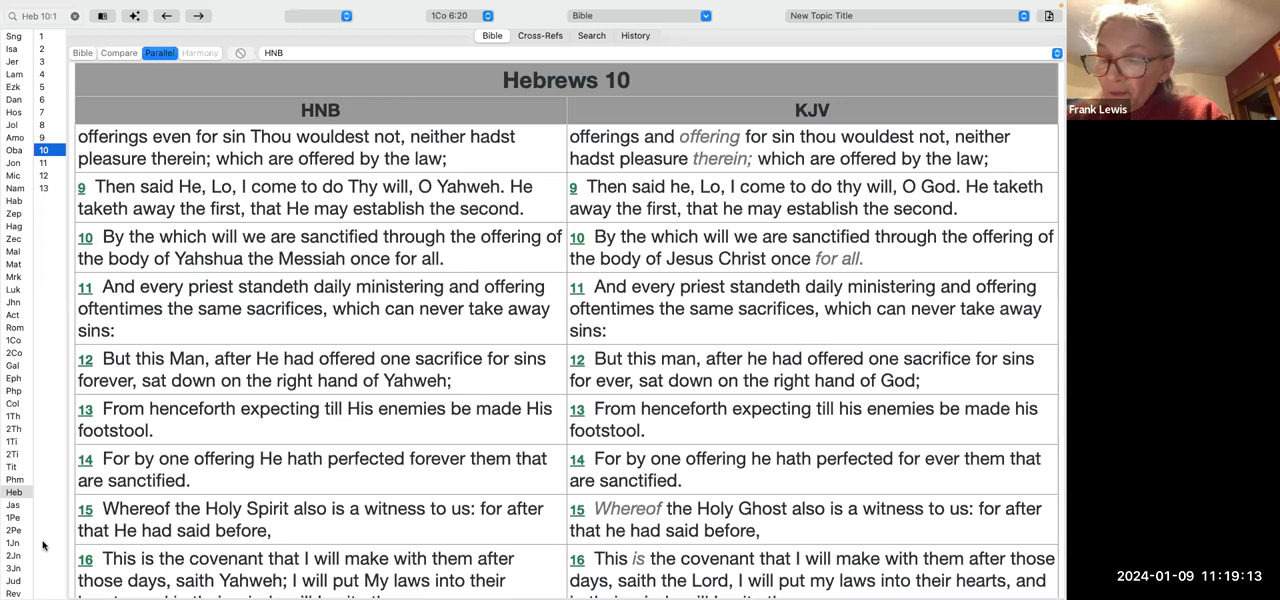 Heb 10:1
1Co 6:20
Bible
New Topic Title
Bible
Cross-Refs
Search
History
Bible
Compare
Parallel
Harmony
HNB
Sng
Isa
Jer
Lam
Ezk
Dan
Hos
Jol
Amo
Oba
Jon
Mic
Nam
Hab
Zep
Hag
Zec
Mal
Mat
Mrk
Luk
Jhn
Act
Rom
1Co
2Co
Gal
Eph
Php
Col
1Th
2Th
1Ti
2Ti
Tit
Phm
Heb
Jas
1Pe
2Pe
1Jn
2Jn
3Jn
Jud
Rev
1
2
3
4
5
6
7
8
9
10
11
12
13
Hebrews 10
HNB
offerings even for sin Thou wouldest not, neither hadst
pleasure therein; which are offered by the law;
9 Then said He, Lo, I come to do Thy will, O Yahweh. He
taketh away the first, that He may establish the second.
10 By the which will we are sanctified through the offering of
the body of Yahshua the Messiah once for all.
11 And every priest standeth daily ministering and offering
oftentimes the same sacrifices, which can never take away
sins:
12 But this Man, after He had offered one sacrifice for sins
forever, sat down on the right hand of Yahweh;
13 From henceforth expecting till His enemies be made His
footstool.
14 For by one offering He hath perfected forever them that
are sanctified.
15 Whereof the Holy Spirit also is a witness to us: for after
that He had said before,
16 This is the covenant that I will make with them after
those days, saith Yahweh; I will put My laws into their
KJV
offerings and offering for sin thou wouldest not, neither
hadst pleasure therein; which are offered by the law;
9 Then said he, Lo, I come to do thy will, O God. He taketh
away the first, that he may establish the second.
10 By the which will we are sanctified through the offering of
the body of Jesus Christ once for all.
11 And every priest standeth daily ministering and offering
oftentimes the same sacrifices, which can never take away
sins:
12 But this man, after he had offered one sacrifice for sins
for ever, sat down on the right hand of God;
13 From henceforth expecting till his enemies be made his
footstool.
14 For by one offering he hath perfected for ever them that
are sanctified.
15 Whereof the Holy Ghost also is a witness to us: for after
that he had said before,
16 This is the covenant that I will make with them after those
days, saith the Lord, I will put my laws into their hearts, and
Frank Lewis
2024-01-09 11:19:13